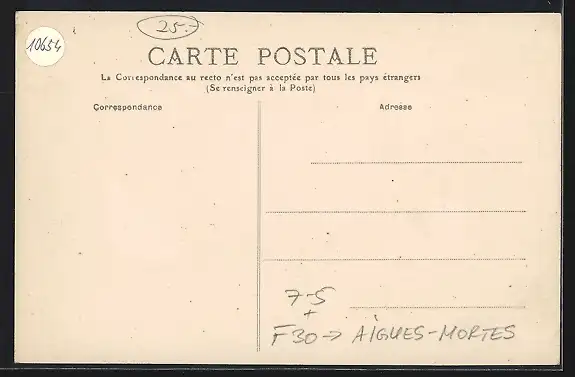 25.-
10654
CARTE POSTALE
La Correspondance au recto n'est pas acceptée par tous les pays étrangers
(Se renseigner à la Poste)
Correspondance
Adresse
7-5
+
F30 → AÏGUES-MORTES